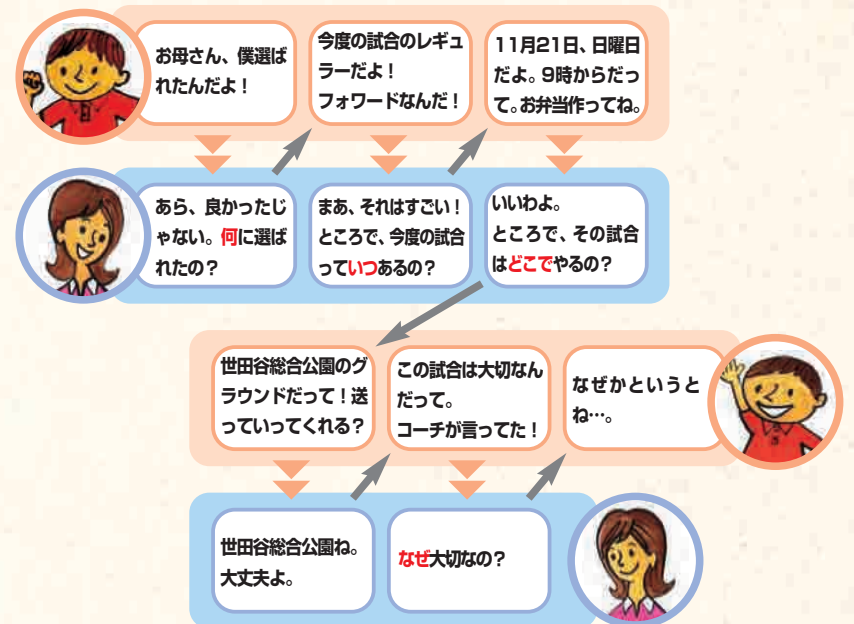 お母さん、僕選ば
れたんだよ！
あら、良かったじ
ゃない。何に選ば
れたの？
今度の試合のレギュ
ラーだよ！
フォワードなんだ！
まあ、それはすごい！
ところで、今度の試合
っていつあるの？
11月21日、日曜日
だよ。9時からだっ
て。お弁当作ってね。
いいわよ。
ところで、その試合
はどこでやるの？
世田谷総合公園のグ
ラウンドだって！送
っていってくれる？
世田谷総合公園ね。
大丈夫よ。
この試合は大切なん
だって。
コーチが言ってた！
なぜ大切なの？
なぜかというと
ね…。